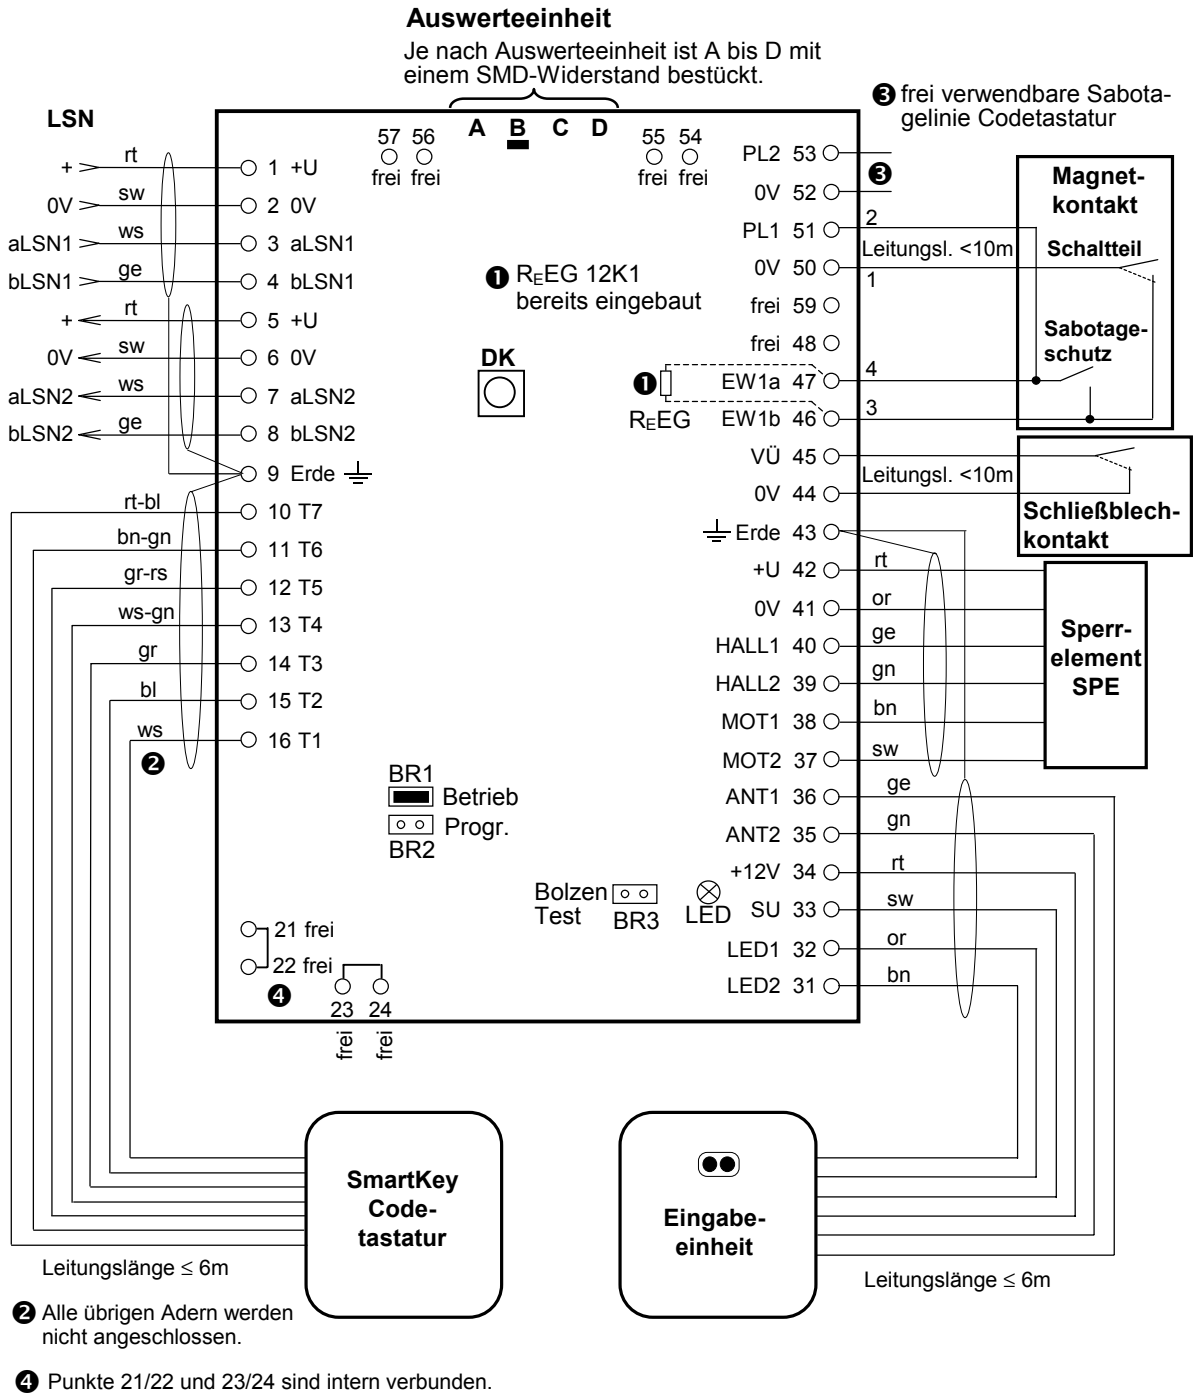 Auswerteeinheit
Je nach Auswerteeinheit ist A bis D mit
einem SMD-Widerstand bestückt.
❸ frei verwendbare Sabota-
gelinie Codetastatur
LSN
A B C D
57 56
frei frei
55 54
frei frei
+ rt 1 +U
0V sw 2 0V
aLSN1 ws 3 aLSN1
bLSN1 ge 4 bLSN1
+ rt 5 +U
0V sw 6 0V
aLSN2 ws 7 aLSN2
bLSN2 ge 8 bLSN2
9 Erde
rt-bl 10 T7
bn-gn 11 T6
gr-rs 12 T5
ws-gn 13 T4
gr 14 T3
bl 15 T2
ws 16 T1
❷
❶ REEG 12K1
bereits eingebaut
DK
❶
REEG
BR1
Betrieb
Progr.
BR2
Bolzen
Test
BR3
LED
21 frei
22 frei
❹
23 24
frei frei
PL2 53
❸
0V 52
PL1 51 2
Leitungsl. <10m
0V 50 1
frei 59
frei 48
EW1a 47 4
EW1b 46 3
VÜ 45
Leitungsl. <10m
0V 44
Erde 43
+U 42 rt
0V 41 or
HALL1 40 ge
HALL2 39 gn
MOT1 38 bn
MOT2 37 sw
ANT1 36 ge
ANT2 35 gn
+12V 34 rt
SU 33 sw
LED1 32 or
LED2 31 bn
Magnet-
kontakt
Schaltteil
Sabotage-
schutz
Schließblech-
kontakt
Sperr-
element
SPE
SmartKey
Code-
tastatur
Eingabe-
einheit
Leitungslänge ≤ 6m
Leitungslänge ≤ 6m
❷ Alle übrigen Adern werden
nicht angeschlossen.
❹ Punkte 21/22 und 23/24 sind intern verbunden.